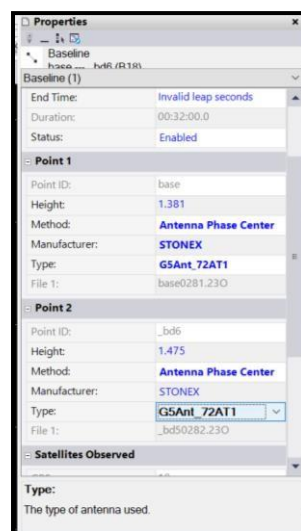 Properties
Baseline
base --- bd6 (B18)
Baseline (1)
End Time: Invalid leap seconds
Duration: 00:32:00.0
Status: Enabled
Point 1
Point ID: base
Height: 1.381
Method: Antenna Phase Center
Manufacturer: STONEX
Type: G5Ant_72AT1
File 1: base0281.23O
Point 2
Point ID: _bd6
Height: 1.475
Method: Antenna Phase Center
Manufacturer: STONEX
Type: G5Ant_72AT1
File 1: _bd50282.23O
Satellites Observed
Type:
The type of antenna used.